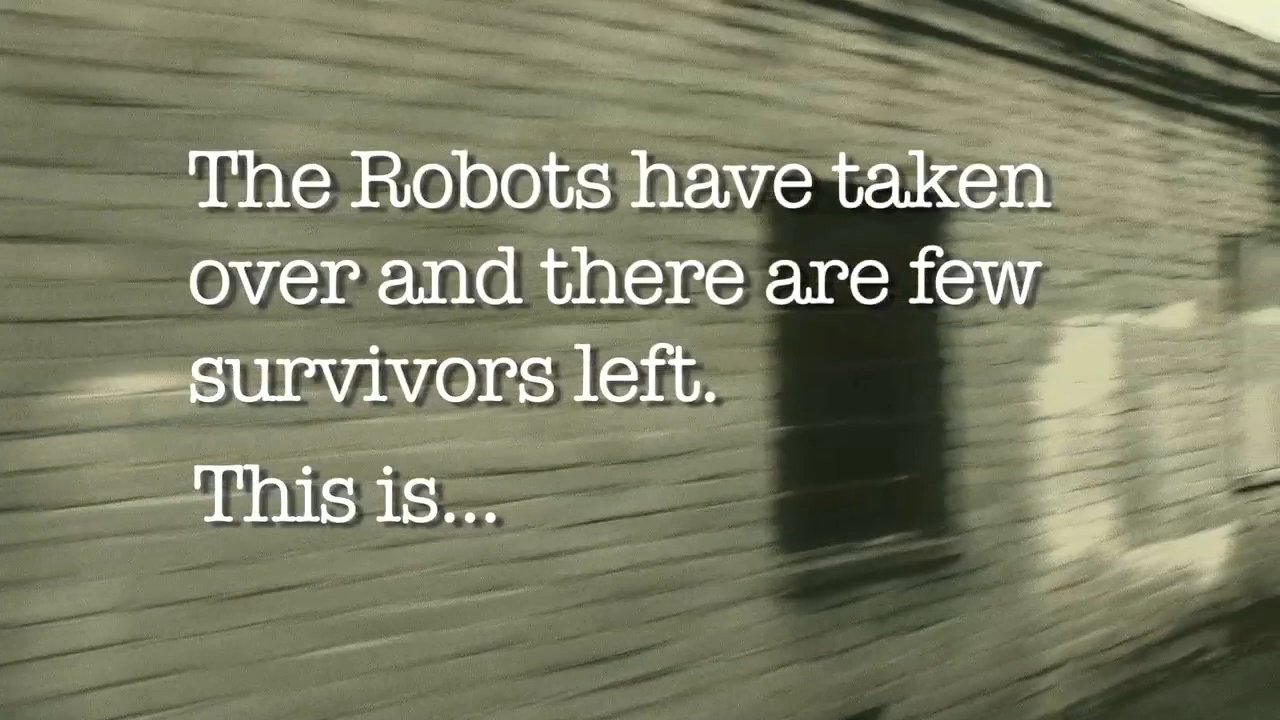 The Robots have taken
over and there are few
survivors left.
This is...